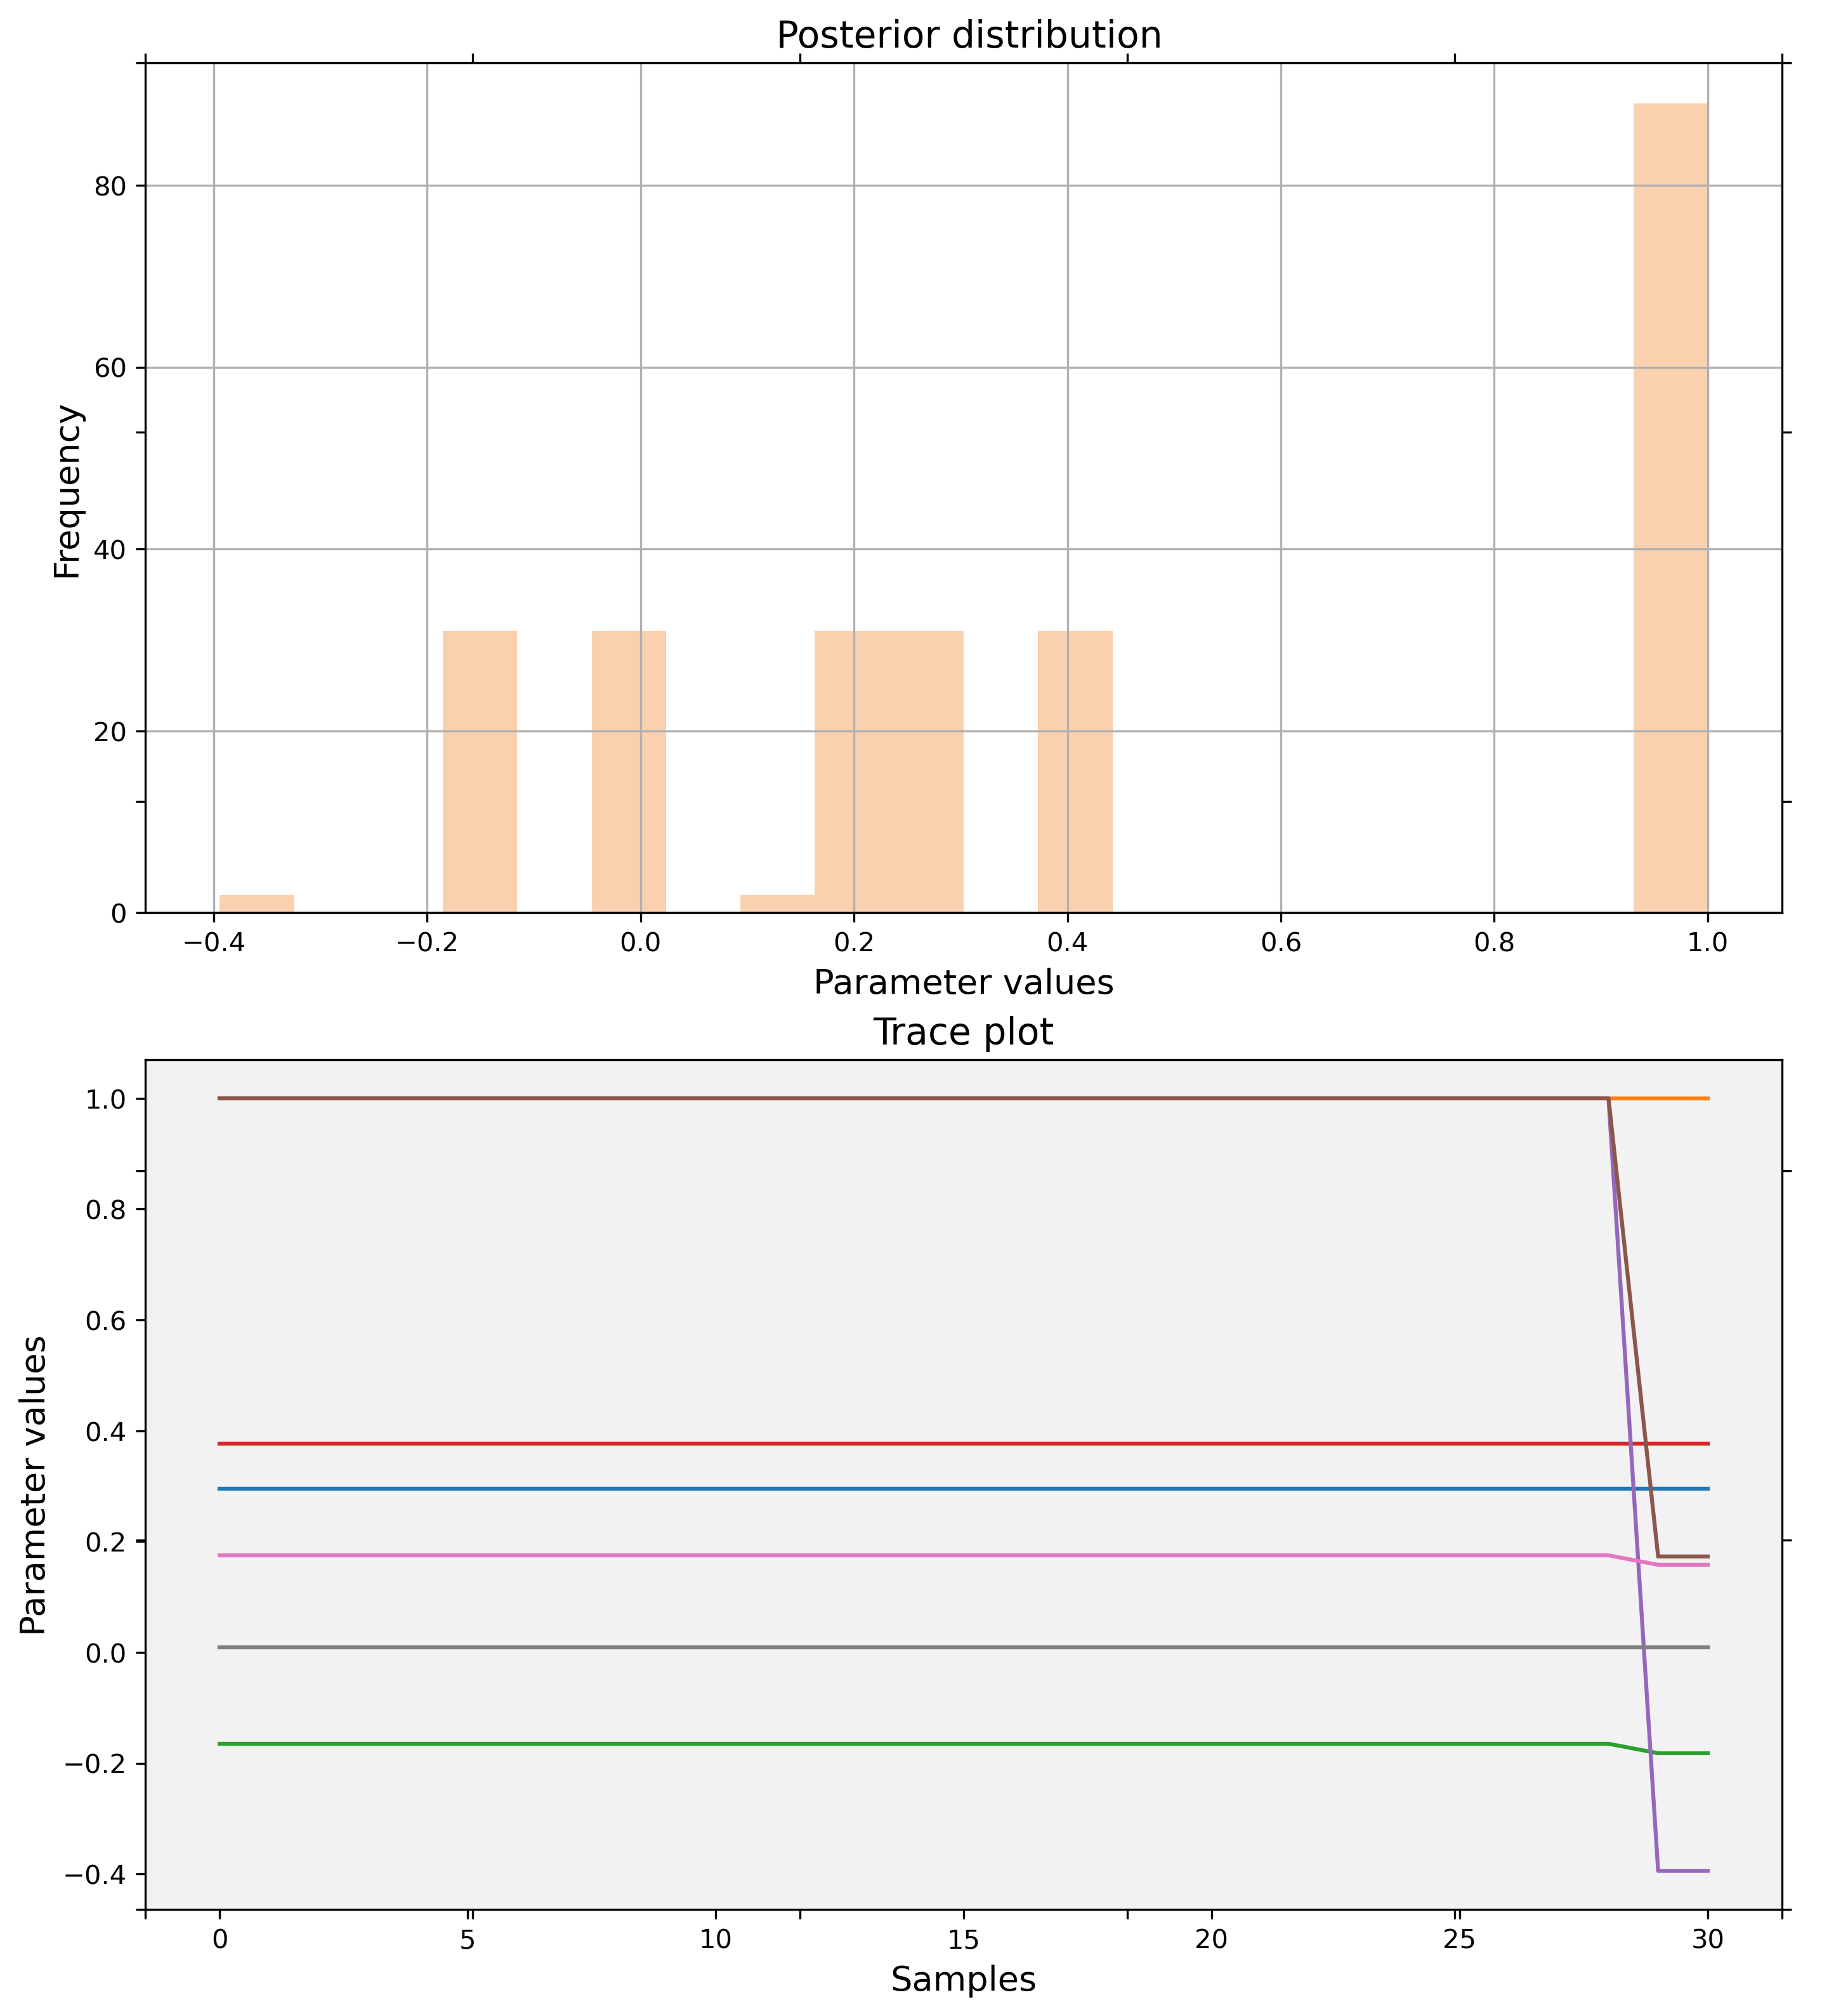 Posterior distribution
80
60
40
20
0
Frequency
−0.4 −0.2 0.0 0.2 0.4 0.6 0.8 1.0
Parameter values
Trace plot
1.0
0.8
0.6
0.4
0.2
0.0
−0.2
−0.4
Parameter values
0 5 10 15 20 25 30
Samples